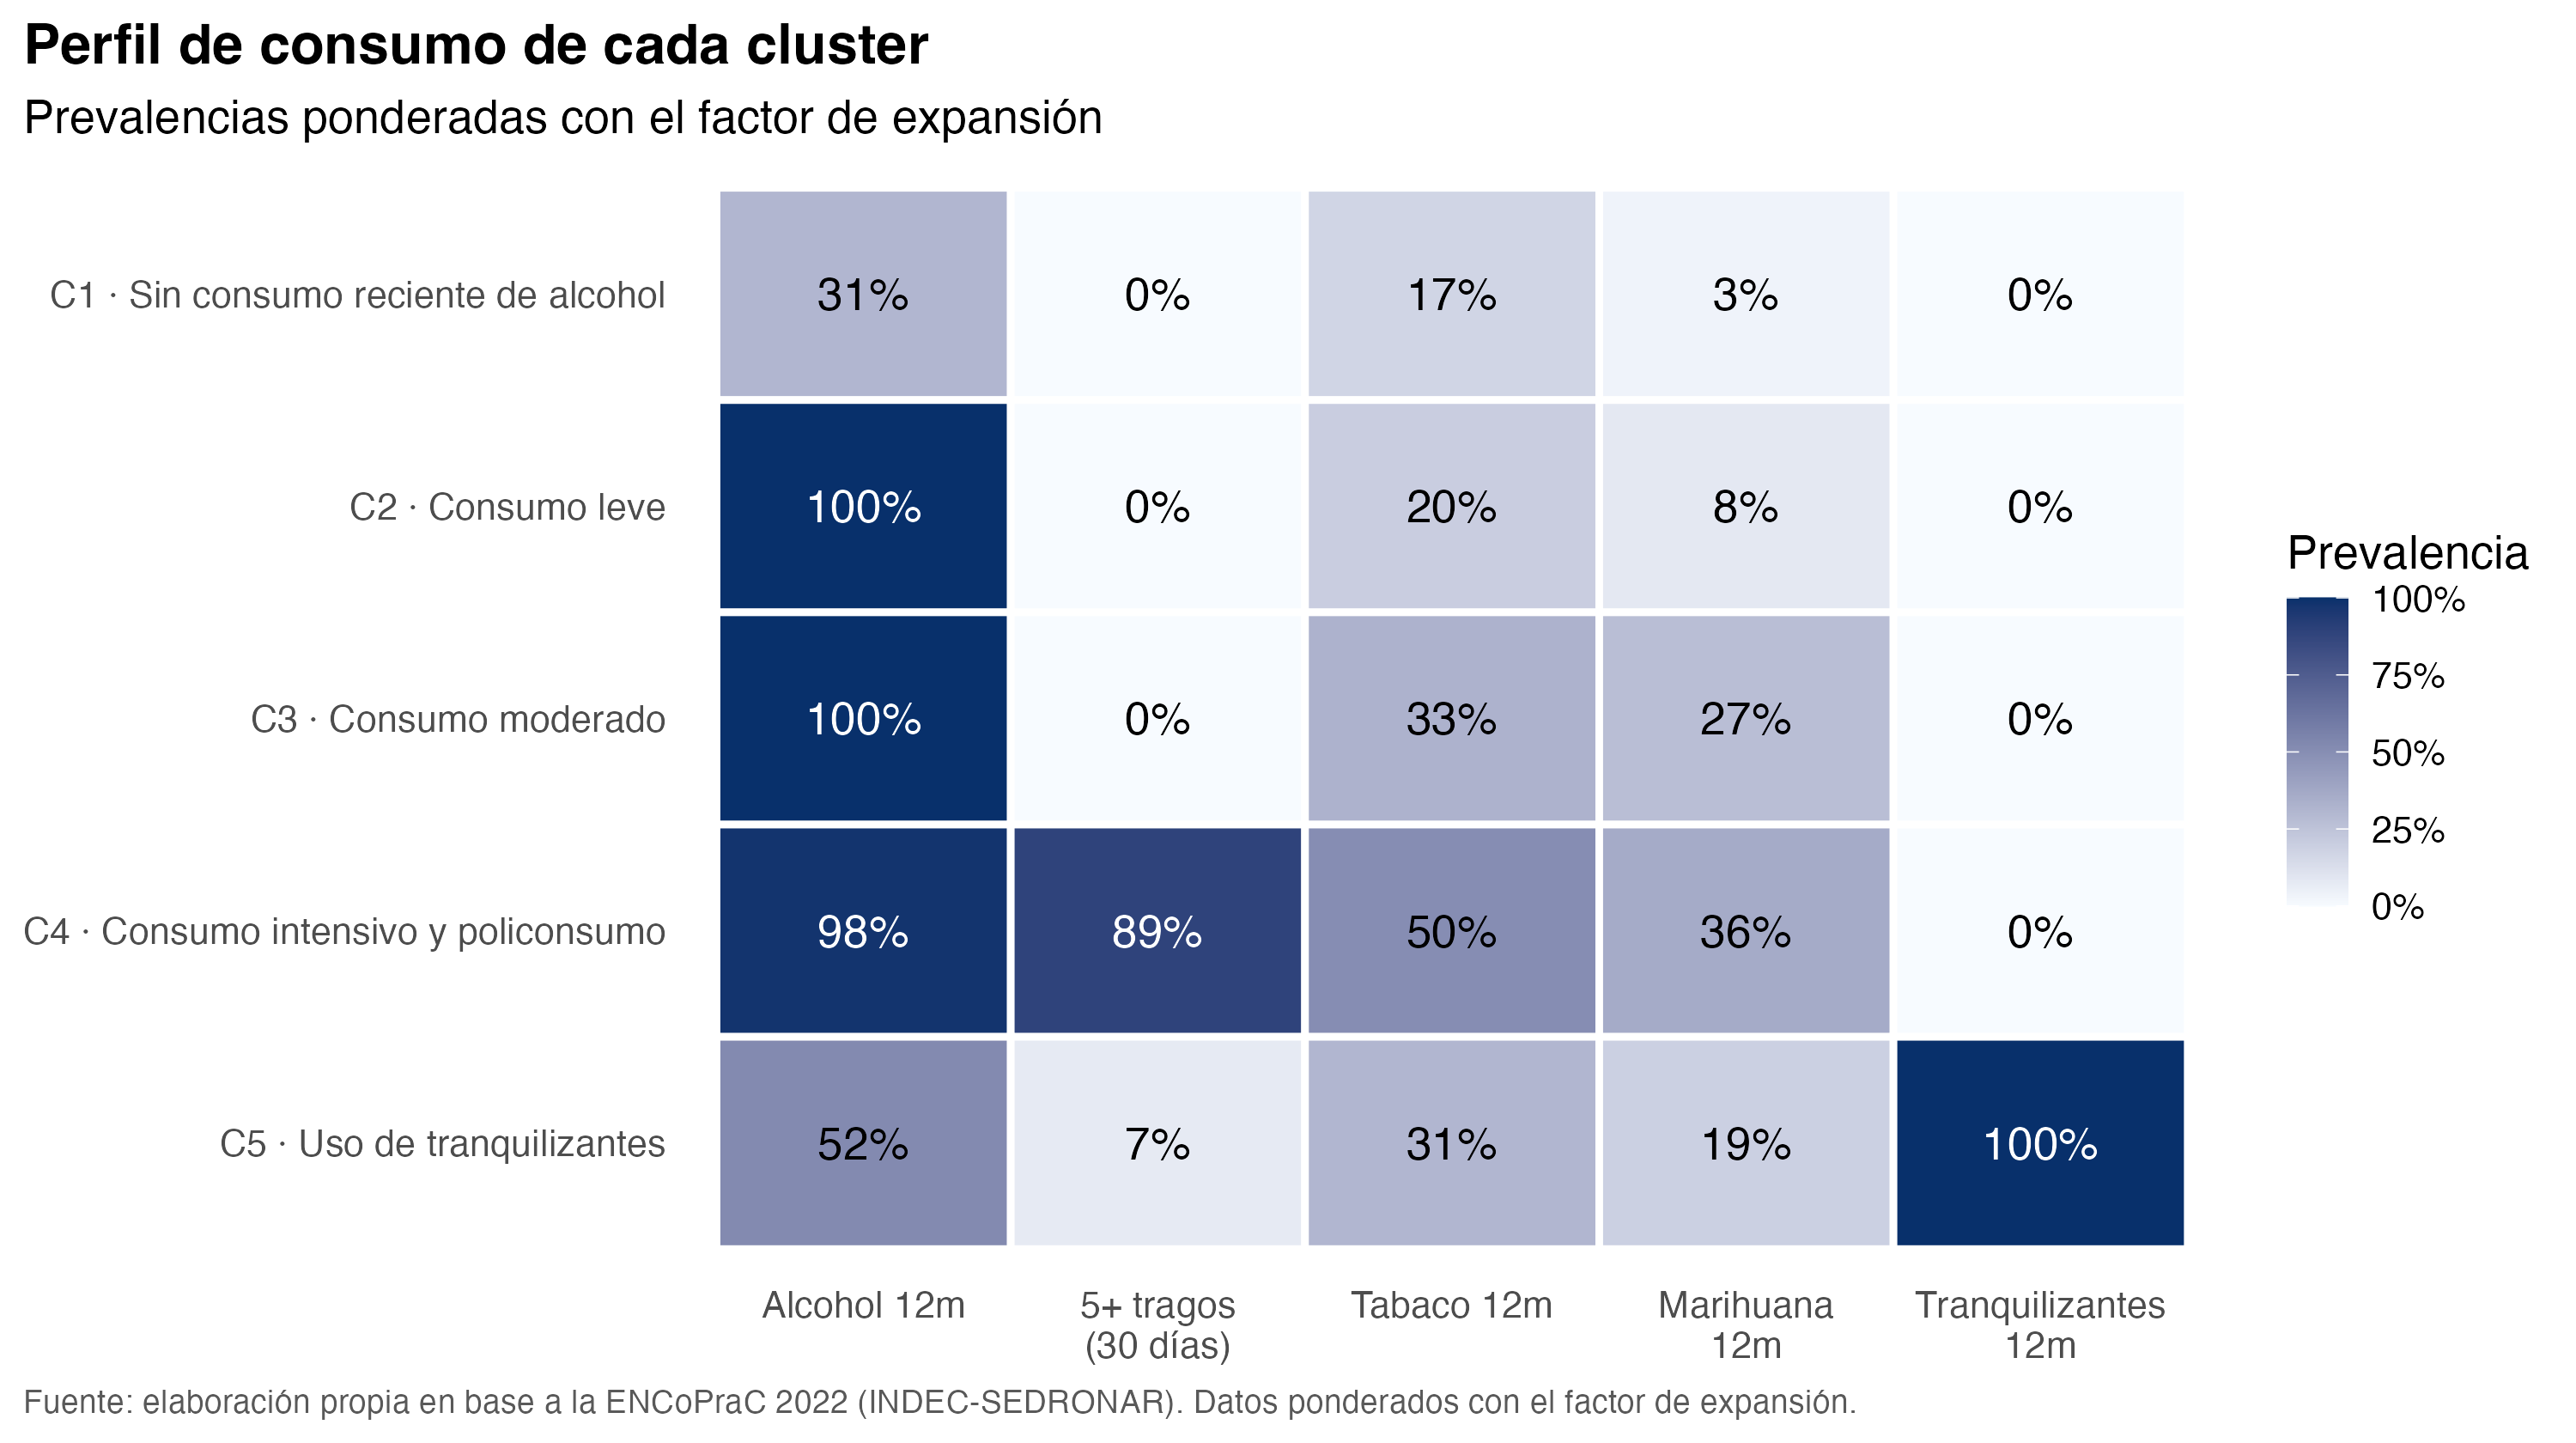 Perfil de consumo de cada cluster
Prevalencias ponderadas con el factor de expansión
C1 · Sin consumo reciente de alcohol
31%
0%
17%
3%
0%
C2 · Consumo leve
100%
0%
20%
8%
0%
C3 · Consumo moderado
100%
0%
33%
27%
0%
C4 · Consumo intensivo y policonsumo
98%
89%
50%
36%
0%
C5 · Uso de tranquilizantes
52%
7%
31%
19%
100%
Alcohol 12m
5+ tragos
(30 días)
Tabaco 12m
Marihuana
12m
Tranquilizantes
12m
Prevalencia
100%
75%
50%
25%
0%
Fuente: elaboración propia en base a la ENCoPraC 2022 (INDEC-SEDRONAR). Datos ponderados con el factor de expansión.